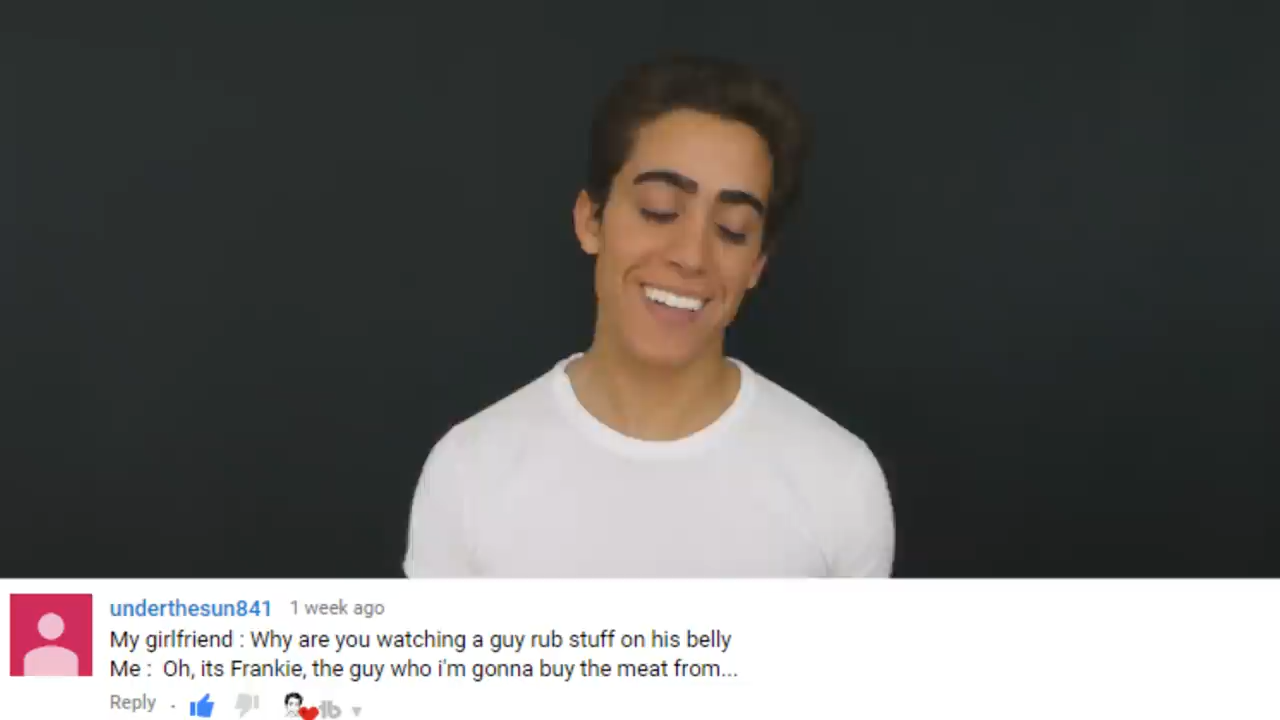 underthesun841 1 week ago
My girlfriend : Why are you watching a guy rub stuff on his belly
Me : Oh, its Frankie, the guy who i'm gonna buy the meat from...
Reply .